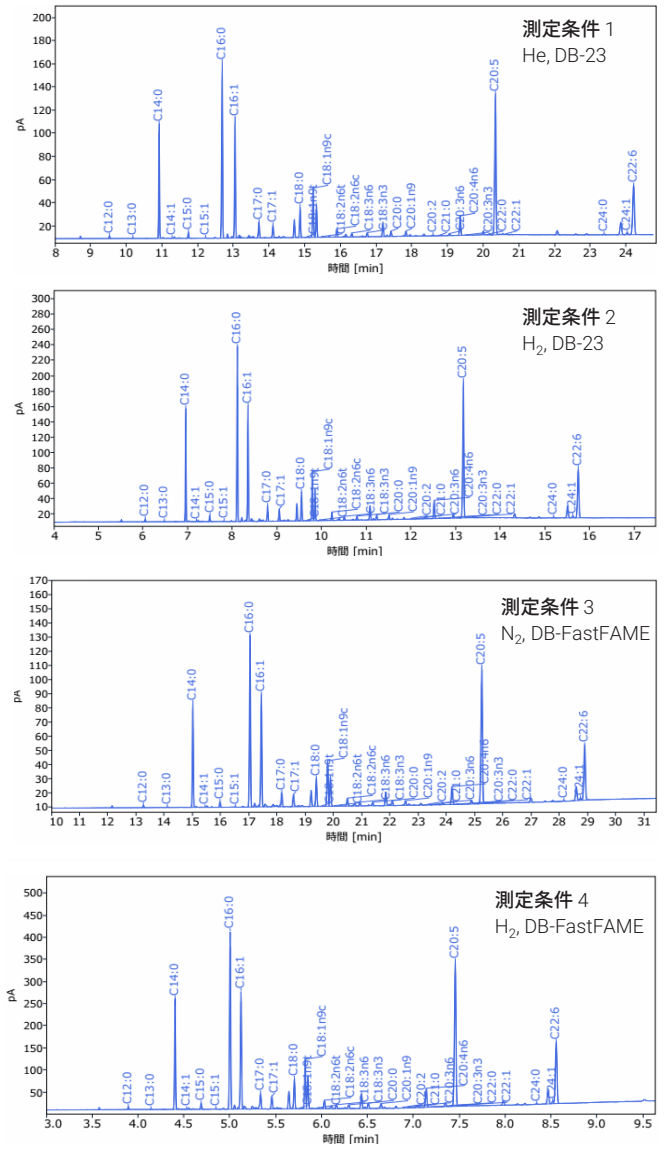 測定条件 1
He, DB-23
pA
200
180
160
140
120
100
80
60
40
20
C12:0
C13:0
C14:0
C14:1
C15:0
C15:1
C16:0
C16:1
C17:0
C17:1
C18:0
C18:1n9t
C18:1n9c
C18:2n6t
C18:2n6c
C18:3n6
C18:3n3
C20:0
C20:1n9
C20:2
C21:0
C20:3n6
C20:4n6
C20:3n3
C20:5
C22:0
C22:1
C24:0
C24:1
C22:6
8 9 10 11 12 13 14 15 16 17 18 19 20 21 22 23 24
時間 [min]
測定条件 2
H₂, DB-23
pA
300
280
260
240
220
200
180
160
140
120
100
80
60
40
20
C12:0
C13:0
C14:0
C14:1
C15:0
C15:1
C16:0
C16:1
C17:0
C17:1
C18:0
C18:1n9t
C18:1n9c
C18:2n6t
C18:2n6c
C18:3n6
C18:3n3
C20:0
C20:1n9
C20:2
C21:0
C20:3n6
C20:5
C20:4n6
C20:3n3
C22:0
C22:1
C24:0
C24:1
C22:6
4 5 6 7 8 9 10 11 12 13 14 15 16 17
時間 [min]
測定条件 3
N₂, DB-FastFAME
pA
170
160
150
140
130
120
110
100
90
80
70
60
50
40
30
20
10
C12:0
C13:0
C14:0
C14:1
C15:0
C15:1
C16:0
C16:1
C17:0
C17:1
C18:0
C18:1n9t
C18:1n9c
C18:2n6t
C18:2n6c
C18:3n6
C18:3n3
C20:0
C20:1n9
C20:2
C21:0
C20:3n6
C20:5
C20:4n6
C20:3n3
C22:0
C22:1
C24:0
C24:1
C22:6
10 11 12 13 14 15 16 17 18 19 20 21 22 23 24 25 26 27 28 29 30 31
時間 [min]
測定条件 4
H₂, DB-FastFAME
pA
500
450
400
350
300
250
200
150
100
50
C12:0
C13:0
C14:0
C14:1
C15:0
C15:1
C16:0
C16:1
C17:0
C17:1
C18:0
C18:1n9t
C18:1n9c
C18:2n6t
C18:2n6c
C18:3n6
C18:3n3
C20:0
C20:1n9
C20:2
C21:0
C20:3n6
C20:5
C20:4n6
C20:3n3
C22:0
C22:1
C24:0
C24:1
C22:6
3.0 3.5 4.0 4.5 5.0 5.5 6.0 6.5 7.0 7.5 8.0 8.5 9.0 9.5
時間 [min]